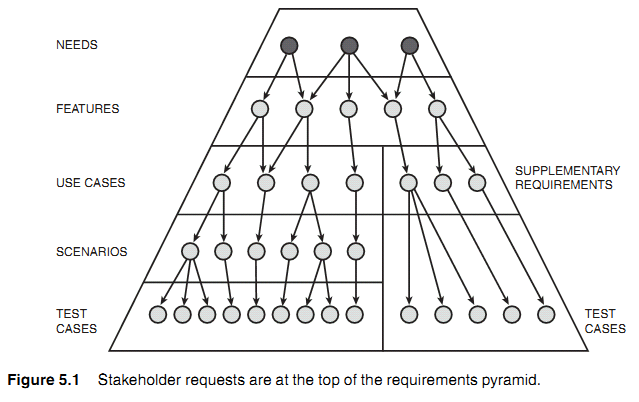 NEEDS
FEATURES
USE CASES
SUPPLEMENTARY
REQUIREMENTS
SCENARIOS
TEST
CASES
TEST
CASES
Figure 5.1 Stakeholder requests are at the top of the requirements pyramid.